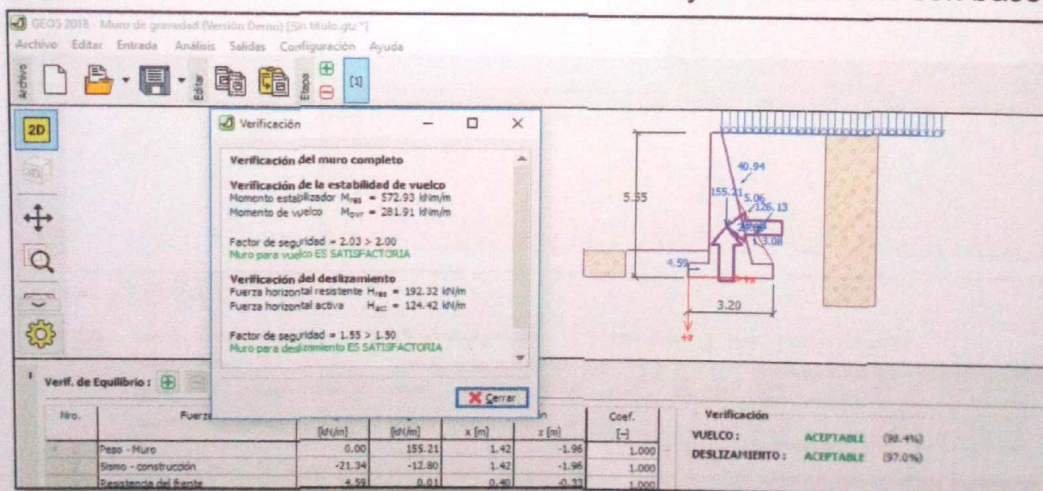 con base
GEO5 2018 - Muro de gravedad (Versión Demo) [Sin título.gtz *]
Archivo Editar Entrada Análisis Salidas Configuración Ayuda
Archivo
Editar
Etapa
[1]
2D
Verificación
Verificación del muro completo
Verificación de la estabilidad de vuelco
Momento estabilizador Mres = 572.93 kNm/m
Momento de vuelco Movr = 281.91 kNm/m
Factor de seguridad = 2.03 > 2.00
Muro para vuelco ES SATISFACTORIA
Verificación del deslizamiento
Fuerza horizontal resistente Hres = 192.32 kN/m
Fuerza horizontal activa Hact = 124.42 kN/m
Factor de seguridad = 1.55 > 1.50
Muro para deslizamiento ES SATISFACTORIA
Cerrar
5.55
40.94
155.21
5.06
126.13
3.08
4.59
+x
3.20
+z
Verif. de Equilibrio :
Nro. Fuerza Coef. Verificación
[kN/m] [kN/m] x [m] z [m] [-]
VUELCO : ACEPTABLE (98.4%)
Peso - Muro 0.00 155.21 1.42 -1.96 1.000
DESLIZAMIENTO : ACEPTABLE (97.0%)
Sismo - construcción -21.34 -12.80 1.42 -1.96 1.000
Resistencia del frente 4.59 0.01 0.40 -0.33 1.000